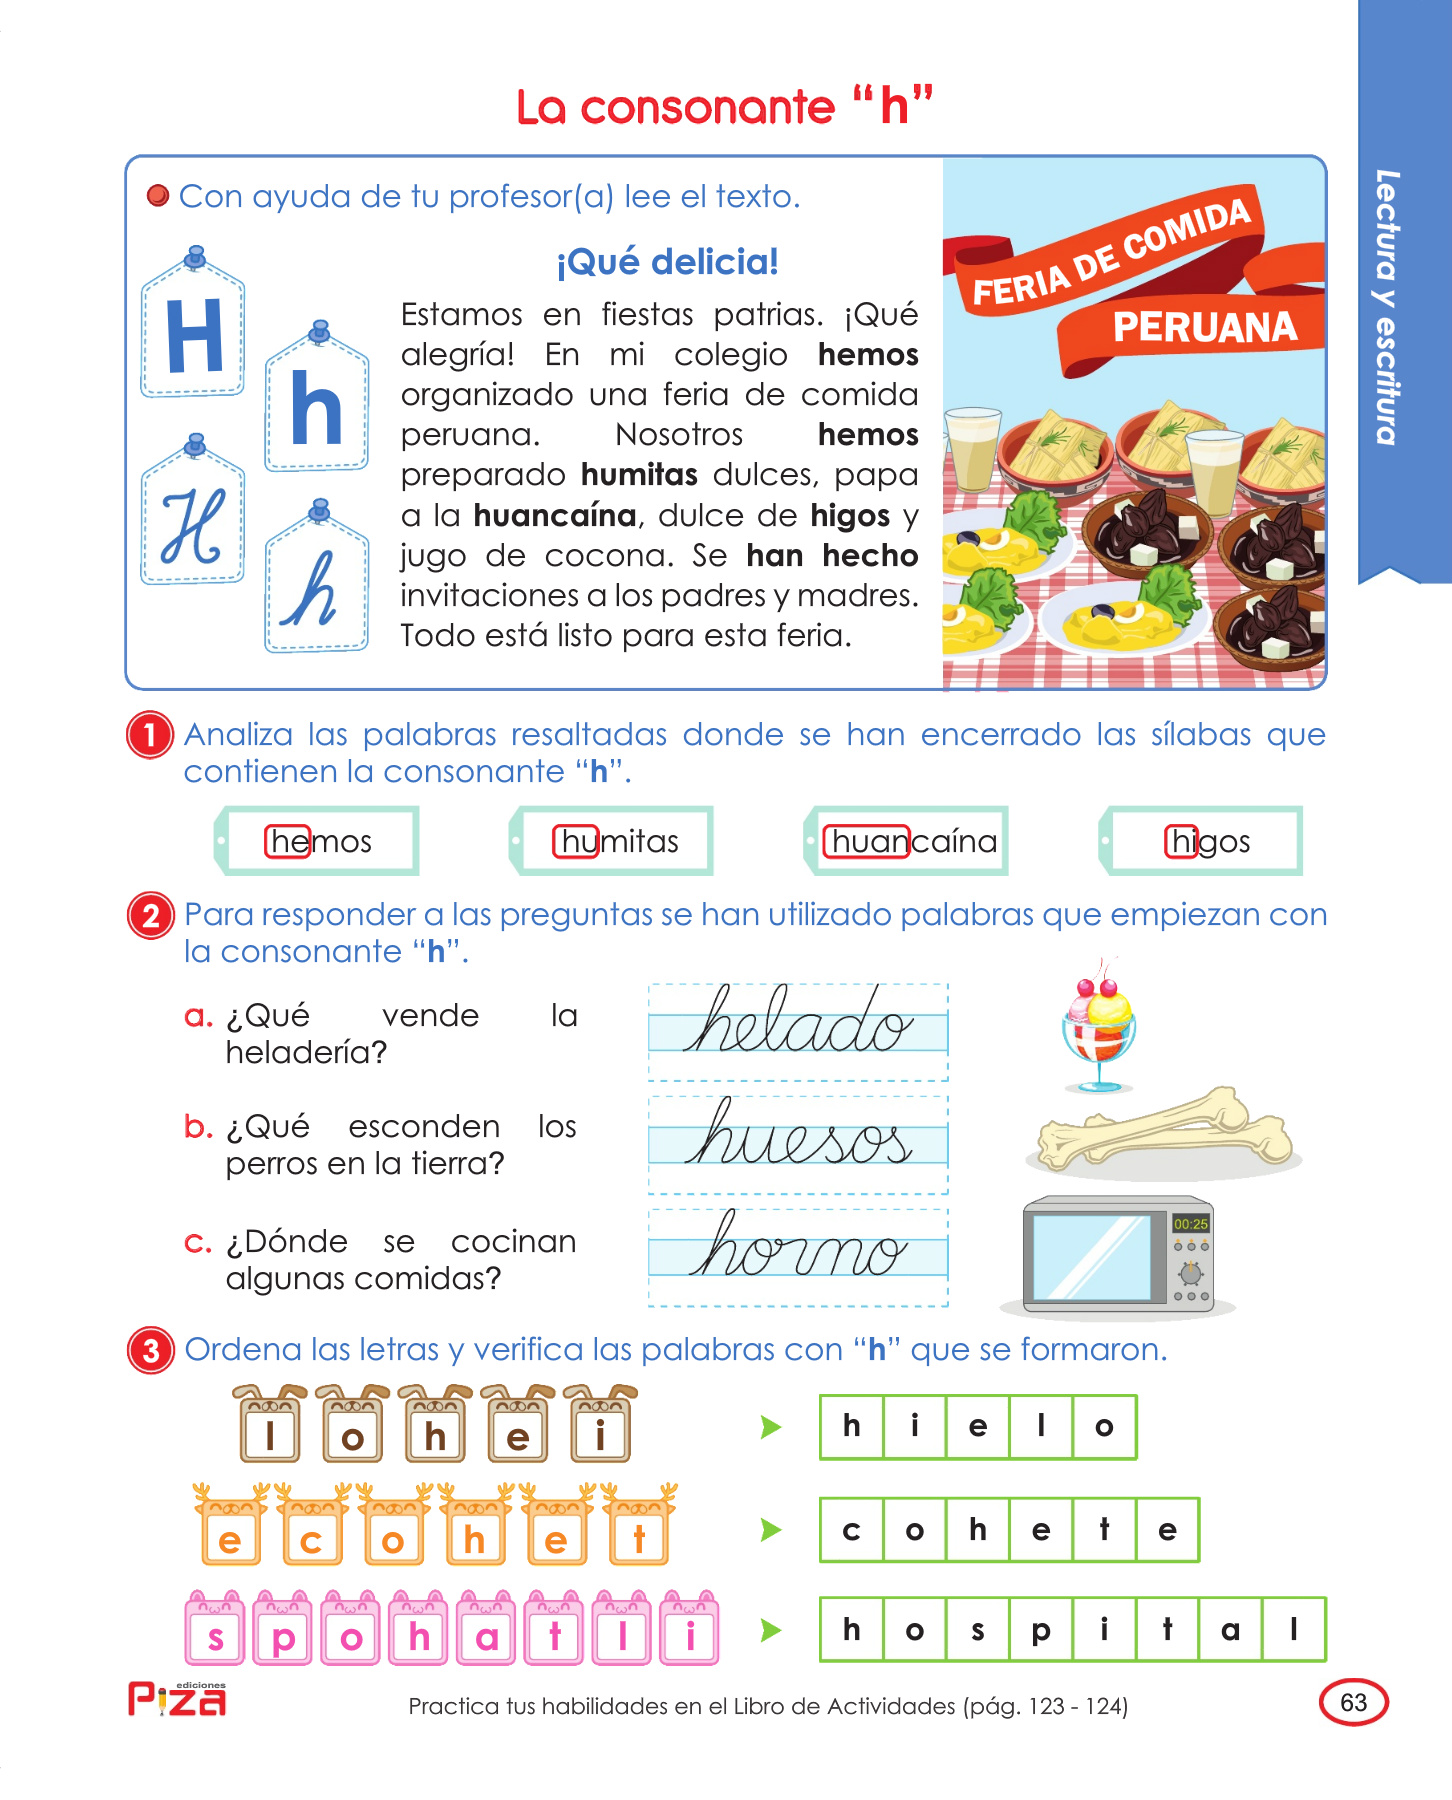 La consonante “h”
Lectura y escritura
Con ayuda de tu profesor(a) lee el texto.
H
h
H
h
¡Qué delicia!
Estamos en fiestas patrias. ¡Qué
alegría! En mi colegio hemos
organizado una feria de comida
peruana. Nosotros hemos
preparado humitas dulces, papa
a la huancaína, dulce de higos y
jugo de cocona. Se han hecho
invitaciones a los padres y madres.
Todo está listo para esta feria.
FERIA DE COMIDA
PERUANA
1 Analiza las palabras resaltadas donde se han encerrado las sílabas que
contienen la consonante “h”.
hemos humitas huancaína higos
2 Para responder a las preguntas se han utilizado palabras que empiezan con
la consonante “h”.
a. ¿Qué vende la
heladería?
helado
b. ¿Qué esconden los
perros en la tierra?
huesos
c. ¿Dónde se cocinan
algunas comidas?
horno
00:25
3 Ordena las letras y verifica las palabras con “h” que se formaron.
l o h e i h i e l o
e c o h e t c o h e t e
s p o h a t l i h o s p i t a l
ediciones
PIZA
Practica tus habilidades en el Libro de Actividades (pág. 123 - 124)
63